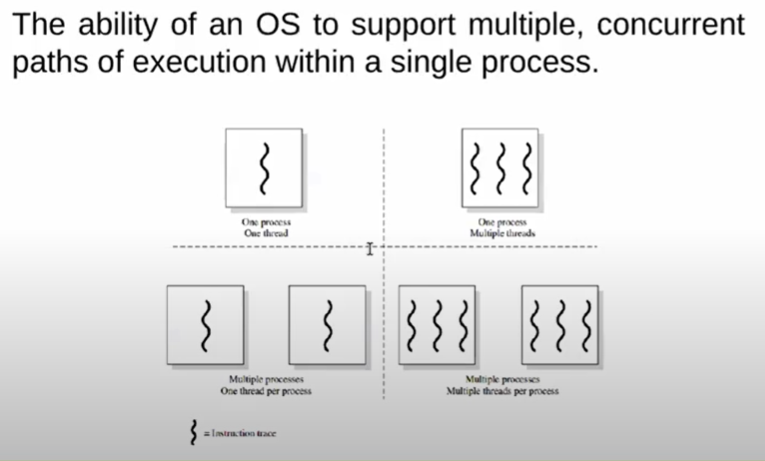 The ability of an OS to support multiple, concurrent
paths of execution within a single process.
One process
One thread
One process
Multiple threads
Multiple processes
One thread per process
Multiple processes
Multiple threads per process
= Instruction trace